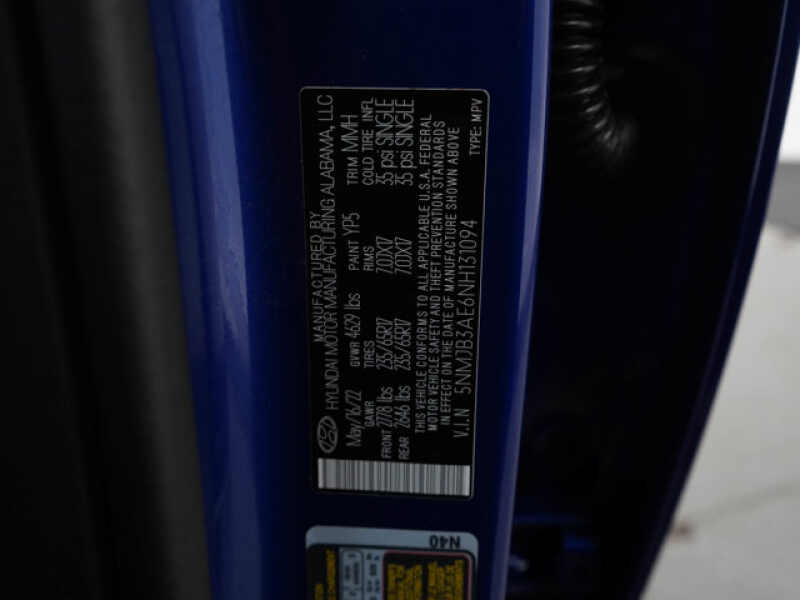 MANUFACTURED BY
HYUNDAI MOTOR MANUFACTURING ALABAMA, LLC
May/16/22 GVWR 4629 lbs PAINT YP5 TRIM MMH
GAWR TIRES RIMS COLD TIRE INFL
FRONT 2778 lbs 235/65R17 7.0JX17 35 psi SINGLE
REAR 2646 lbs 235/65R17 7.0JX17 35 psi SINGLE
THIS VEHICLE CONFORMS TO ALL APPLICABLE U.S.A. FEDERAL
MOTOR VEHICLE SAFETY AND THEFT PREVENTION STANDARDS
IN EFFECT ON THE DATE OF MANUFACTURE SHOWN ABOVE
V.I.N 5NMJB3AE6NH131094 TYPE: MPV
N40